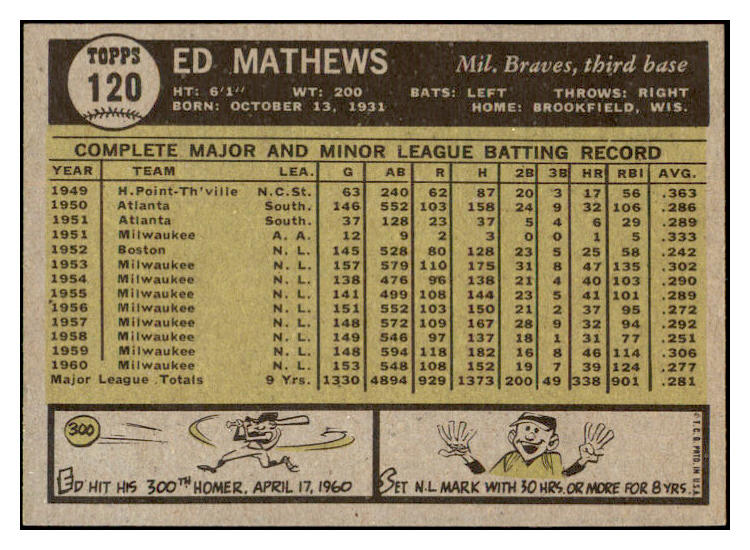 TOPPS
120
ED MATHEWS
Mil. Braves, third base
HT: 6'1" WT: 200 BATS: LEFT THROWS: RIGHT
BORN: OCTOBER 13, 1931 HOME: BROOKFIELD, WIS.
COMPLETE MAJOR AND MINOR LEAGUE BATTING RECORD
YEAR TEAM LEA. G AB R H 2B 3B HR RBI AVG.
1949 H.Point-Th'ville N.C.St. 63 240 62 87 20 3 17 56 .363
1950 Atlanta South. 146 552 103 158 24 9 32 106 .286
1951 Atlanta South. 37 128 23 37 5 4 6 29 .289
1951 Milwaukee A. A. 12 9 2 3 0 0 1 5 .333
1952 Boston N. L. 145 528 80 128 23 5 25 58 .242
1953 Milwaukee N. L. 157 579 110 175 31 8 47 135 .302
1954 Milwaukee N. L. 138 476 96 138 21 4 40 103 .290
1955 Milwaukee N. L. 141 499 108 144 23 5 41 101 .289
1956 Milwaukee N. L. 151 552 103 150 21 2 37 95 .272
1957 Milwaukee N. L. 148 572 109 167 28 9 32 94 .292
1958 Milwaukee N. L. 149 546 97 137 18 1 31 77 .251
1959 Milwaukee N. L. 148 594 118 182 16 8 46 114 .306
1960 Milwaukee N. L. 153 548 108 152 19 7 39 124 .277
Major League Totals 9 Yrs. 1330 4894 929 1373 200 49 338 901 .281
300
ED HIT HIS 300TH HOMER, APRIL 17, 1960
SET N.L MARK WITH 30 HRS. OR MORE FOR 8 YRS.
© T. C. G. PRTD. IN U.S.A.